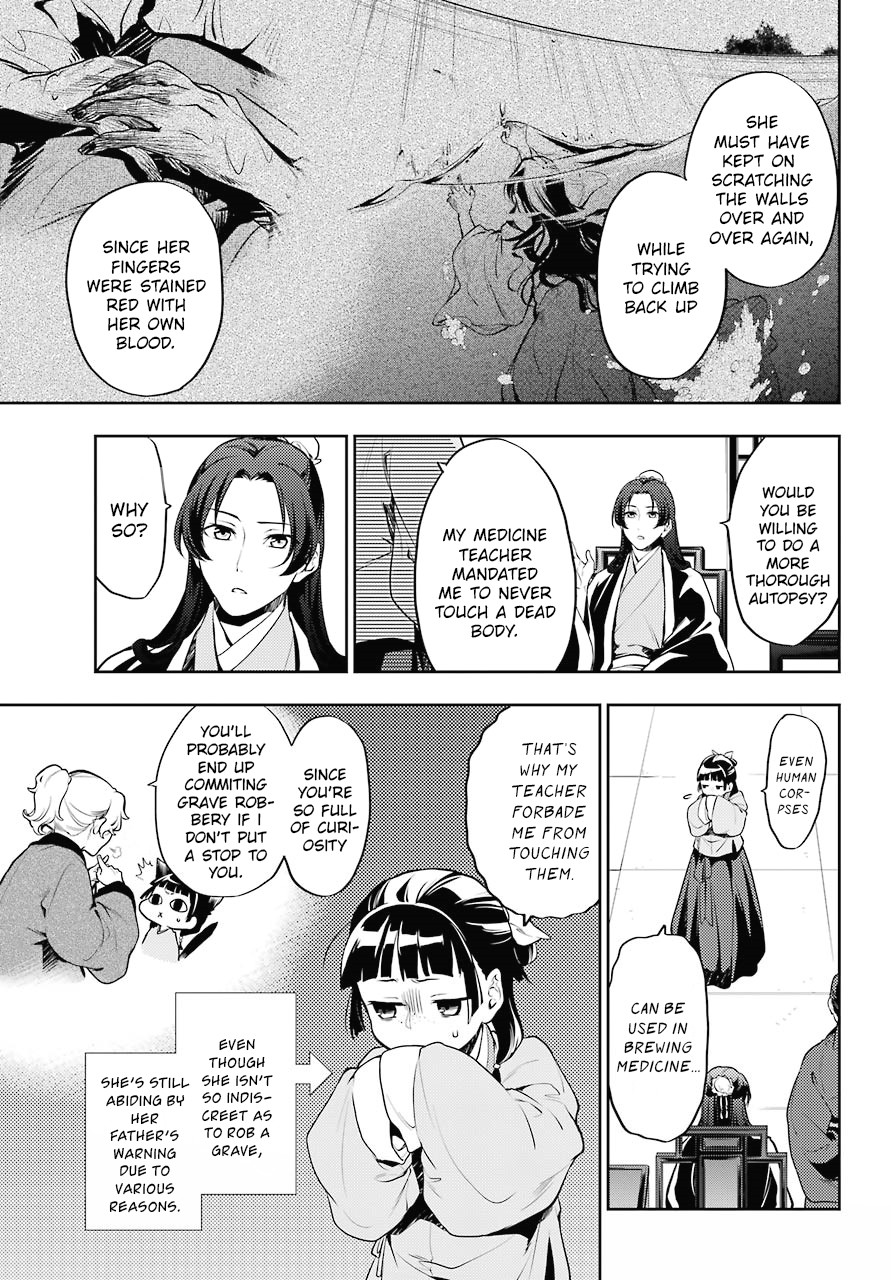 SHE
MUST HAVE
KEPT ON
SCRATCHING
THE WALLS
OVER AND
OVER AGAIN,
WHILE
TRYING
TO CLIMB
BACK UP
SINCE HER
FINGERS
WERE STAINED
RED WITH
HER OWN
BLOOD.
WOULD
YOU BE
WILLING
TO DO A
MORE
THOROUGH
AUTOPSY?
MY MEDICINE
TEACHER
MANDATED
ME TO NEVER
TOUCH A DEAD
BODY.
WHY
SO?
EVEN
HUMAN
COR-
PSES
CAN BE
USED IN
BREWING
MEDICINE...
THAT'S
WHY MY
TEACHER
FORBADE
ME FROM
TOUCHING
THEM.
SINCE
YOU'RE
SO FULL
OF CURI-
OSITY
YOU'LL
PROBABLY
END UP
COMMITING
GRAVE ROB-
BERY IF I
DON'T PUT
A STOP TO
YOU.
EVEN
THOUGH
SHE ISN'T
SO INDIS-
CREET AS
TO ROB A
GRAVE,
SHE'S STILL
ABIDING BY
HER
FATHER'S
WARNING
DUE TO
VARIOUS
REASONS.